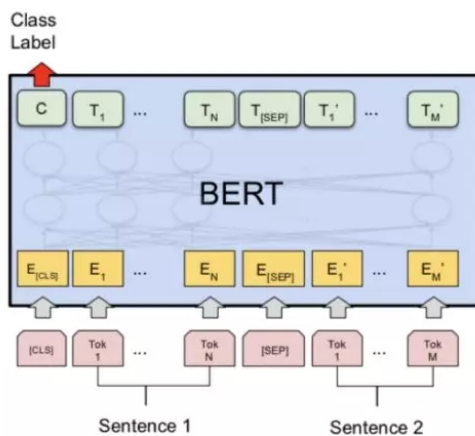 Class
Label
C T1 ... TN T[SEP] T1' ... TM'
BERT
E[CLS] E1 ... EN E[SEP] E1' ... EM'
[CLS] Tok 1 ... Tok N [SEP] Tok 1 ... Tok M
Sentence 1 Sentence 2